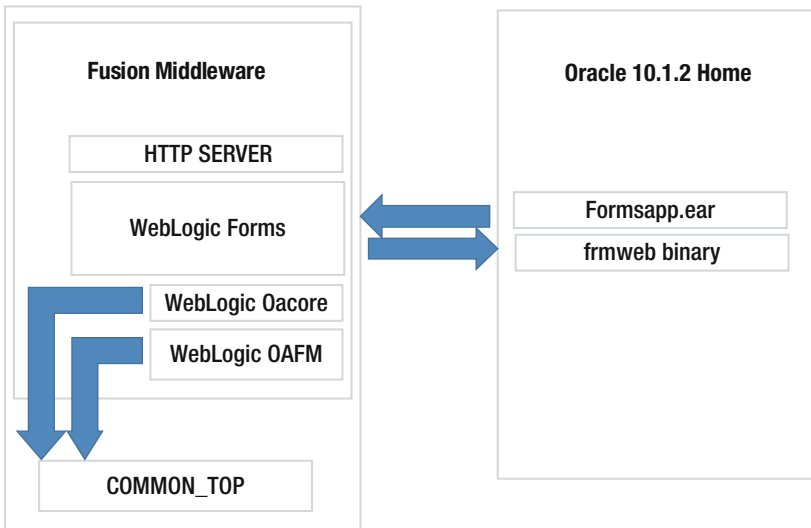 Fusion Middleware
HTTP SERVER
WebLogic Forms
WebLogic Oacore
WebLogic OAFM
COMMON_TOP
Oracle 10.1.2 Home
Formsapp.ear
frmweb binary